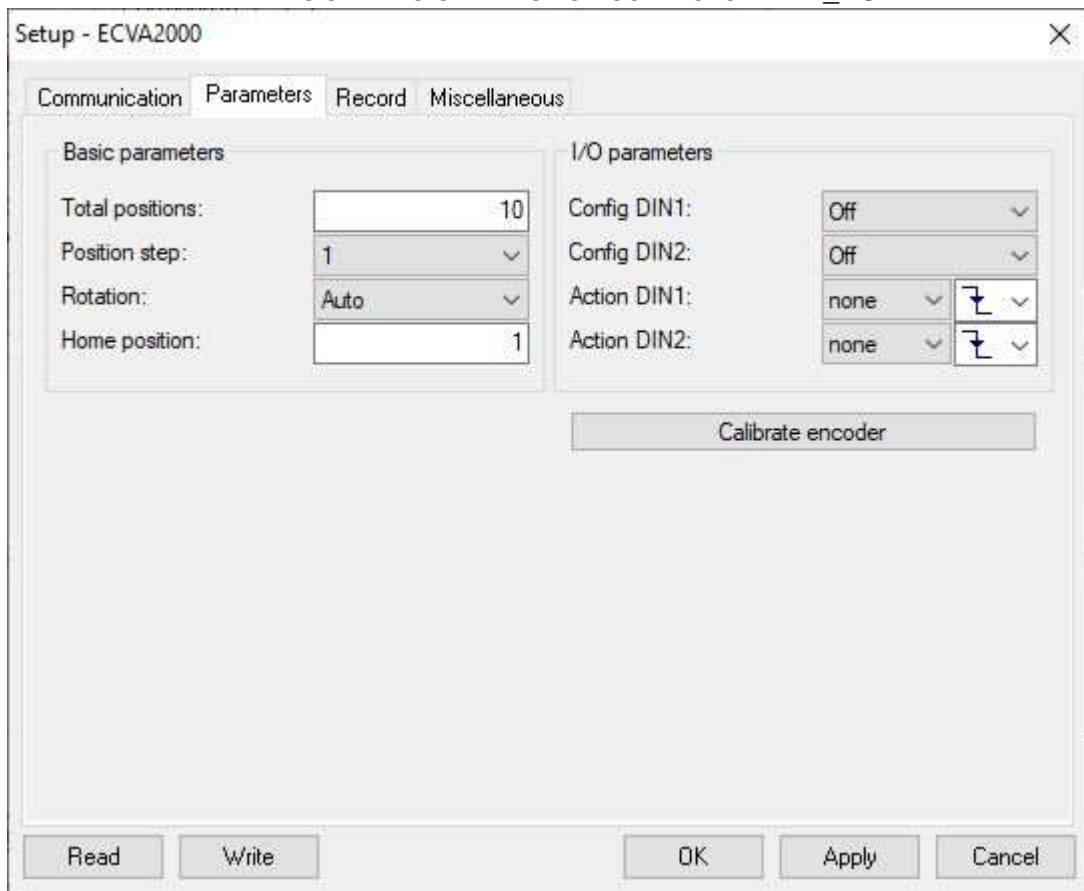 Setup - ECVA2000
Communication Parameters Record Miscellaneous
Basic parameters
Total positions: 10
Position step: 1
Rotation: Auto
Home position: 1
I/O parameters
Config DIN1: Off
Config DIN2: Off
Action DIN1: none
Action DIN2: none
Calibrate encoder
Read Write OK Apply Cancel